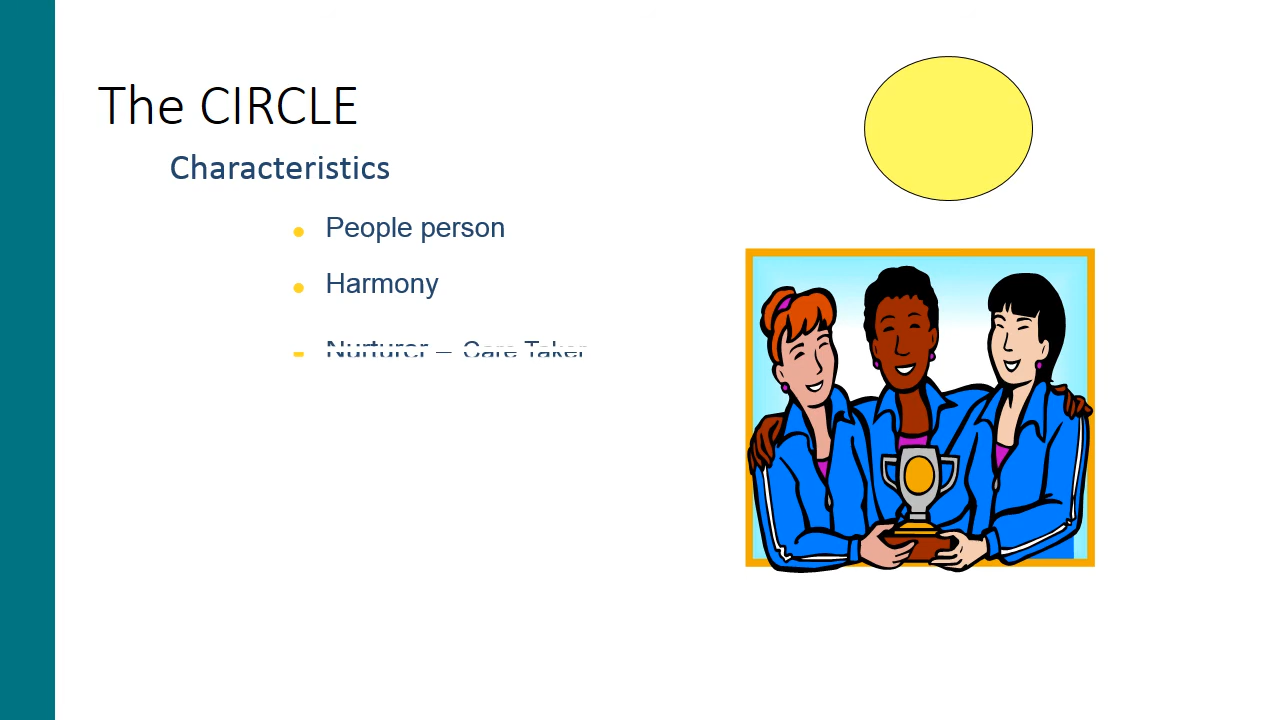 The CIRCLE
Characteristics
People person
Harmony
Nurturer – Care Taker